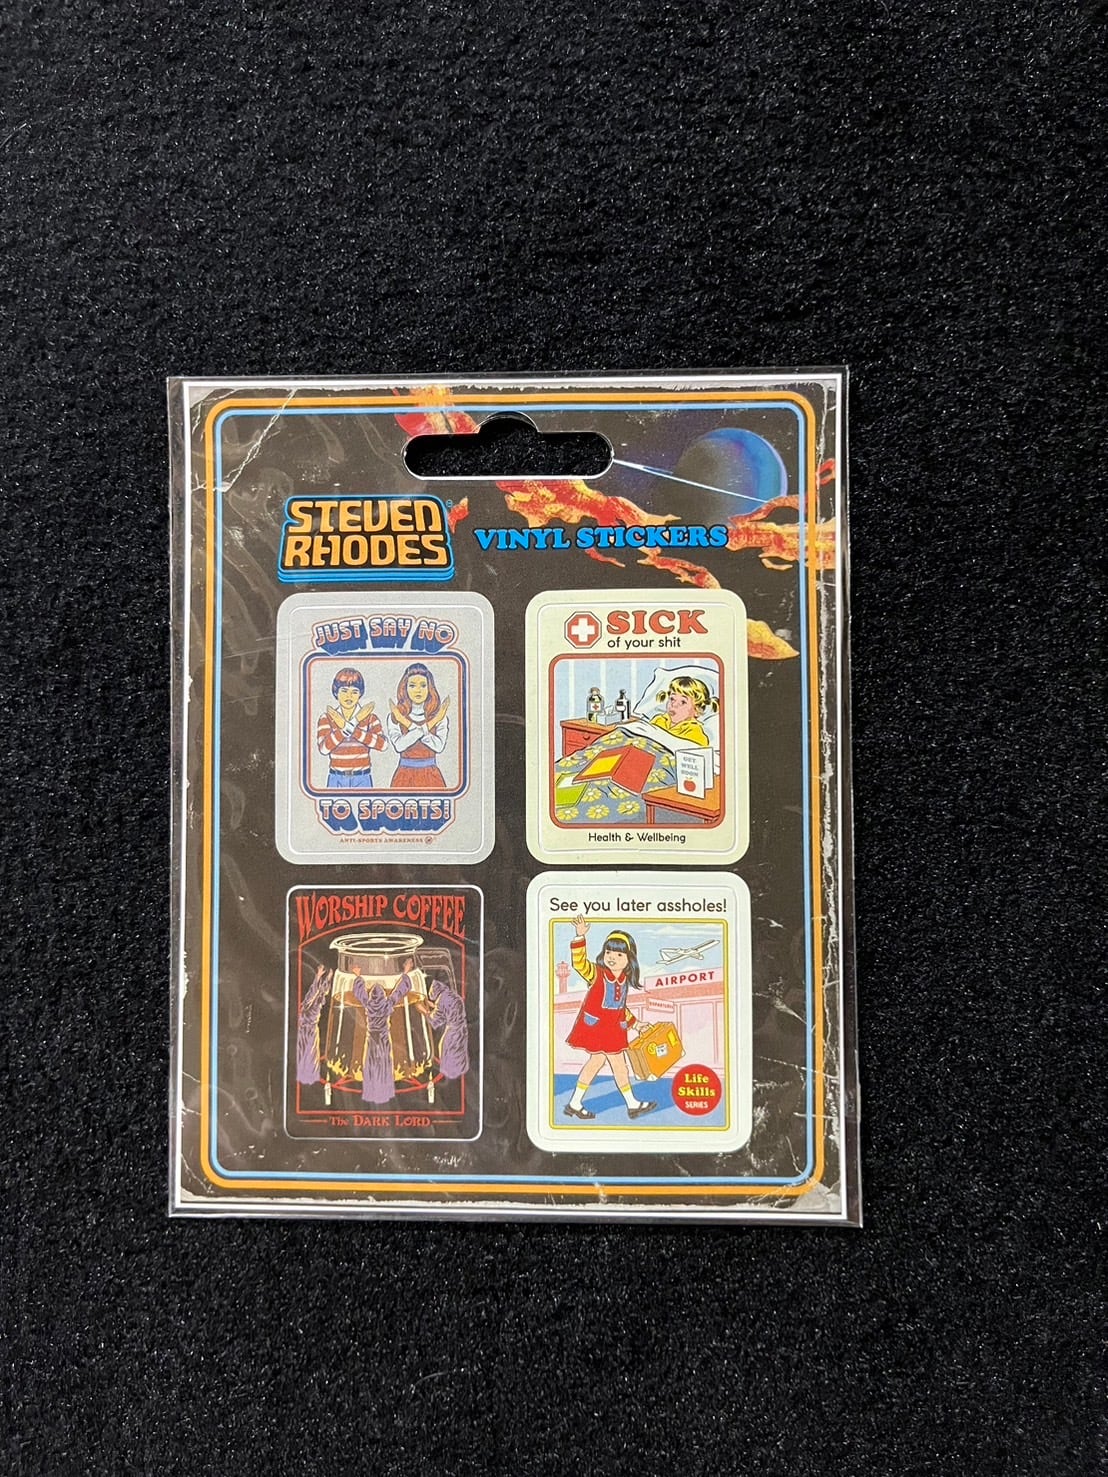 STEVEN
RHODES
VINYL STICKERS
JUST SAY NO
TO SPORTS!
ANTI-SPORTS AWARENESS
SICK
of your shit
GET
WELL
SOON
Health & Wellbeing
WORSHIP COFFEE
The DARK LORD
See you later assholes!
AIRPORT
DEPARTURES
Life
Skills
SERIES